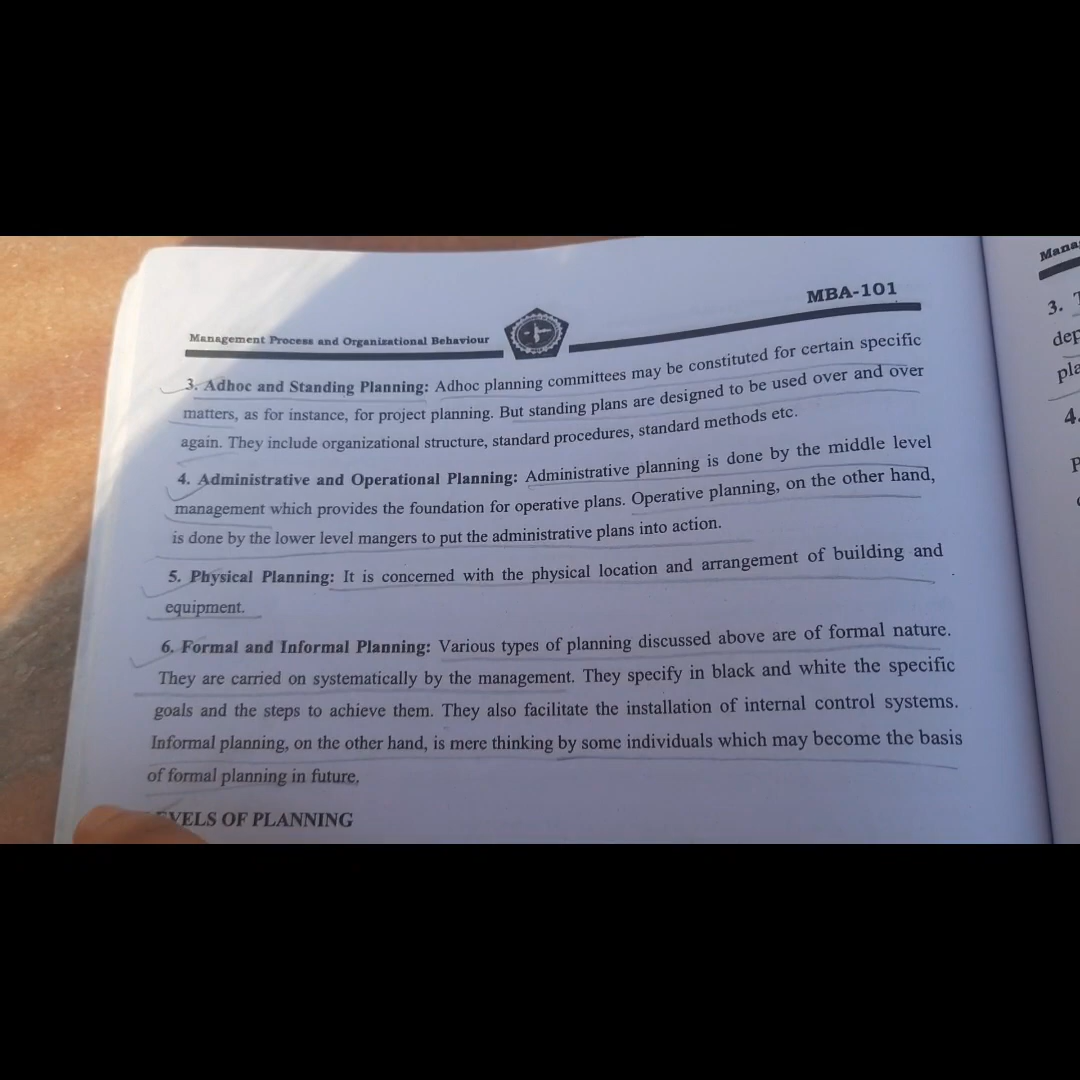 MBA-101
Management Process and Organizational Behaviour
3. Adhoc and Standing Planning: Adhoc planning committees may be constituted for certain specific
matters, as for instance, for project planning. But standing plans are designed to be used over and over
again. They include organizational structure, standard procedures, standard methods etc.
4. Administrative and Operational Planning: Administrative planning is done by the middle level
management which provides the foundation for operative plans. Operative planning, on the other hand,
is done by the lower level mangers to put the administrative plans into action.
5. Physical Planning: It is concerned with the physical location and arrangement of building and
equipment.
6. Formal and Informal Planning: Various types of planning discussed above are of formal nature.
They are carried on systematically by the management. They specify in black and white the specific
goals and the steps to achieve them. They also facilitate the installation of internal control systems.
Informal planning, on the other hand, is mere thinking by some individuals which may become the basis
of formal planning in future.
EVELS OF PLANNING
Mana
3.
dep
pla
4.